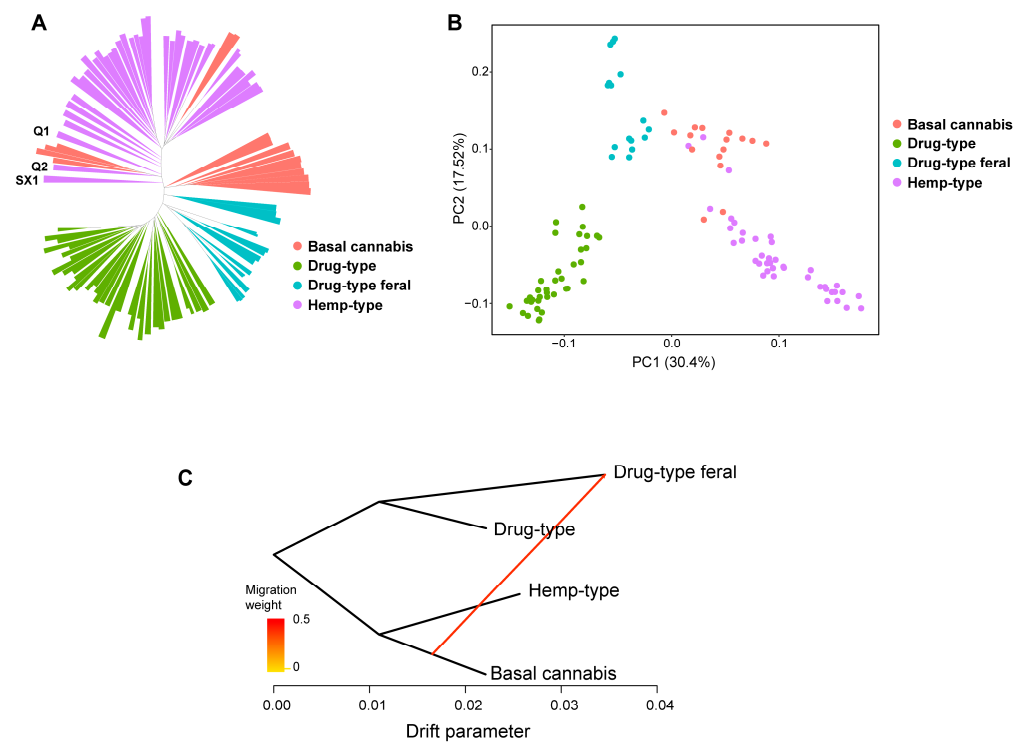 A
Q1
Q2
SX1
Basal cannabis
Drug-type
Drug-type feral
Hemp-type
B
0.2
0.1
0.0
−0.1
PC2 (17.52%)
−0.1
0.0
0.1
PC1 (30.4%)
Basal cannabis
Drug-type
Drug-type feral
Hemp-type
C
Drug-type feral
Drug-type
Hemp-type
Basal cannabis
Migration
weight
0.5
0
0.00
0.01
0.02
0.03
0.04
Drift parameter